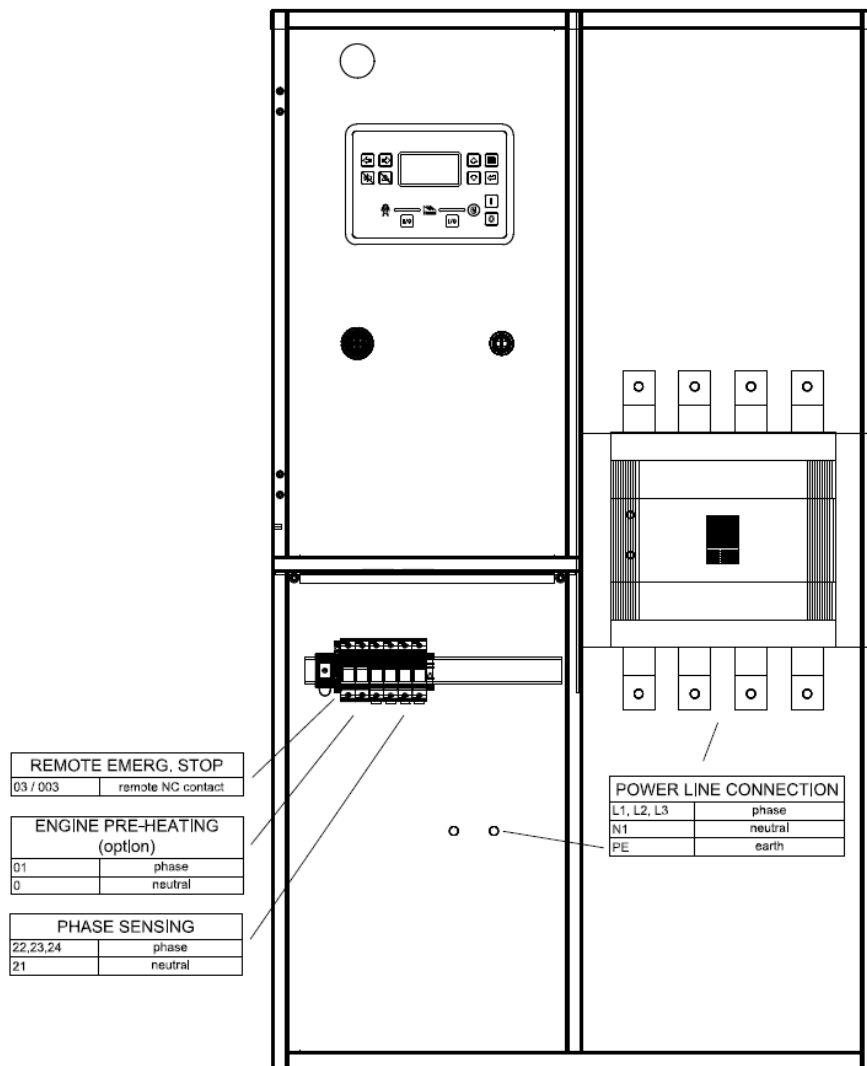 REMOTE EMERG. STOP
03 / 003 remote NC contact
ENGINE PRE-HEATING
(option)
01 phase
0 neutral
PHASE SENSING
22,23,24 phase
21 neutral
POWER LINE CONNECTION
L1, L2, L3 phase
N1 neutral
PE earth